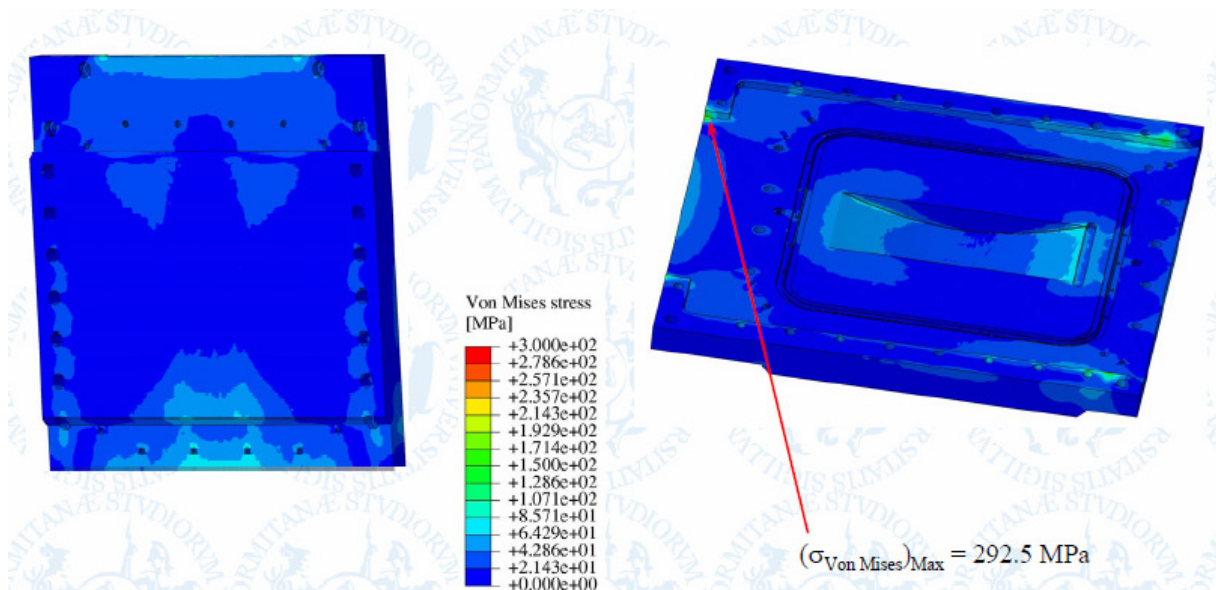 Von Mises stress
[MPa]
+3.000e+02
+2.786e+02
+2.571e+02
+2.357e+02
+2.143e+02
+1.929e+02
+1.714e+02
+1.500e+02
+1.286e+02
+1.071e+02
+8.571e+01
+6.429e+01
+4.286e+01
+2.143e+01
+0.000e+00
(σVon Mises)Max = 292.5 MPa